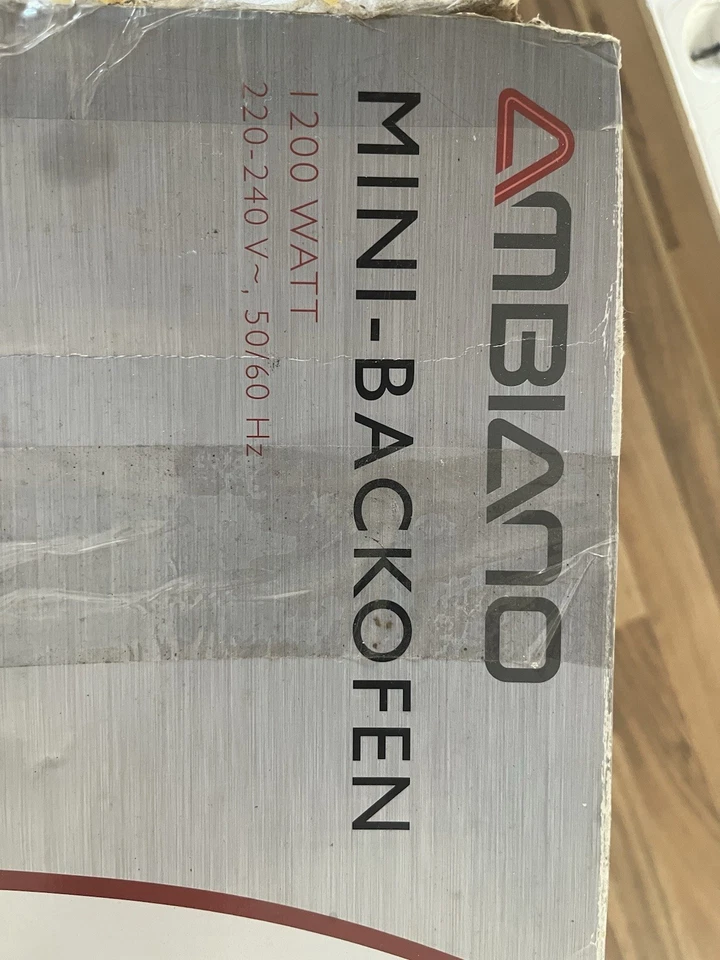 AMBIANO
MINI-BACKOFEN
1200 WATT
220-240 V~, 50/60 Hz